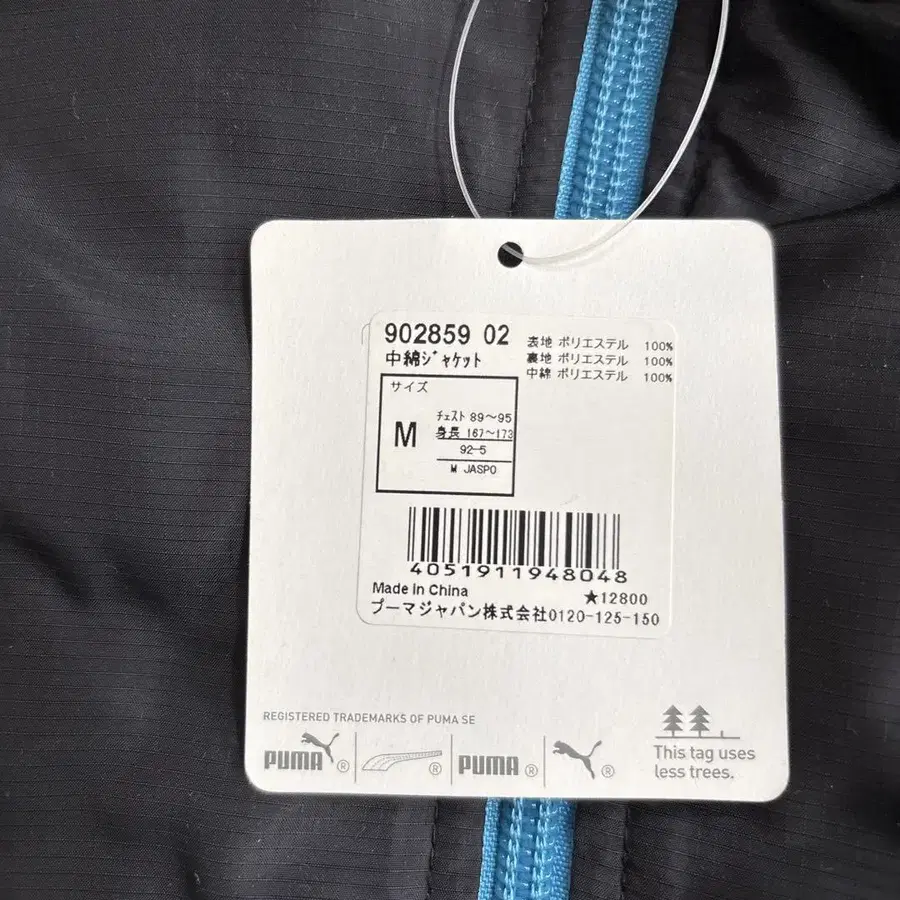 902859 02
中綿ジャケット
表地 ポリエステル 100%
裏地 ポリエステル 100%
中綿 ポリエステル 100%
サイズ
M
チェスト 89〜95
身長 167〜173
92-5
M JASPO
4051911948048
Made in China
★12800
プーマジャパン株式会社0120-125-150
REGISTERED TRADEMARKS OF PUMA SE
PUMA ® ® PUMA ® ®
This tag uses
less trees.